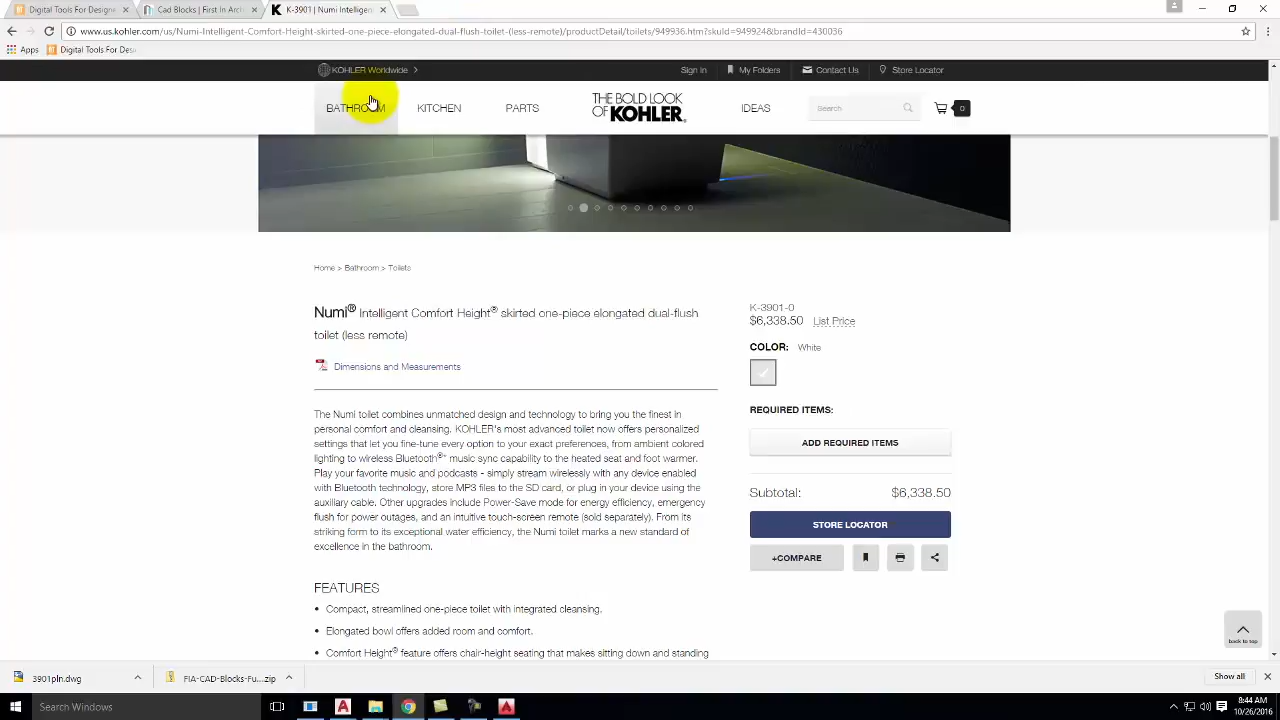 Digital Tools For Designe
Cad Blocks | First In Arch
K-3901 | Numi Intelligen
www.us.kohler.com/us/Numi-Intelligent-Comfort-Height-skirted-one-piece-elongated-dual-flush-toilet-(less-remote)/productDetail/toilets/949936.htm?skuId=949924&brandId=430036
Apps Digital Tools For Desi
KOHLER Worldwide > Sign In My Folders Contact Us Store Locator
BATHROOM KITCHEN PARTS THE BOLD LOOK OF KOHLER® IDEAS Search 0
Home > Bathroom > Toilets
Numi® Intelligent Comfort Height® skirted one-piece elongated dual-flush
toilet (less remote)
Dimensions and Measurements
K-3901-0
$6,338.50 List Price
COLOR: White
REQUIRED ITEMS:
ADD REQUIRED ITEMS
Subtotal: $6,338.50
STORE LOCATOR
+COMPARE
The Numi toilet combines unmatched design and technology to bring you the finest in
personal comfort and cleansing. KOHLER's most advanced toilet now offers personalized
settings that let you fine-tune every option to your exact preferences, from ambient colored
lighting to wireless Bluetooth®™ music sync capability to the heated seat and foot warmer.
Play your favorite music and podcasts - simply stream wirelessly with any device enabled
with Bluetooth technology, store MP3 files to the SD card, or plug in your device using the
auxiliary cable. Other upgrades include Power-Save mode for energy efficiency, emergency
flush for power outages, and an intuitive touch-screen remote (sold separately). From its
striking form to its exceptional water efficiency, the Numi toilet marks a new standard of
excellence in the bathroom.
FEATURES
• Compact, streamlined one-piece toilet with integrated cleansing.
• Elongated bowl offers added room and comfort.
• Comfort Height® feature offers chair-height seating that makes sitting down and standing
back to top
3901pln.dwg FIA-CAD-Blocks-Fu....zip Show all
Search Windows
8:44 AM
10/26/2016